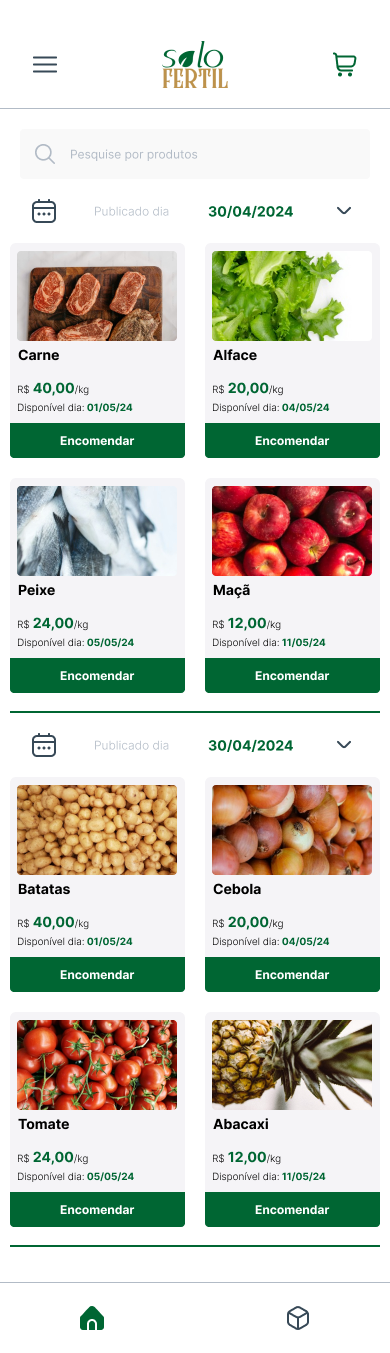 solo
FERTIL
Pesquise por produtos
Publicado dia 30/04/2024
Carne
R$ 40,00/kg
Disponível dia: 01/05/24
Encomendar
Alface
R$ 20,00/kg
Disponível dia: 04/05/24
Encomendar
Peixe
R$ 24,00/kg
Disponível dia: 05/05/24
Encomendar
Maçã
R$ 12,00/kg
Disponível dia: 11/05/24
Encomendar
Publicado dia 30/04/2024
Batatas
R$ 40,00/kg
Disponível dia: 01/05/24
Encomendar
Cebola
R$ 20,00/kg
Disponível dia: 04/05/24
Encomendar
Tomate
R$ 24,00/kg
Disponível dia: 05/05/24
Encomendar
Abacaxi
R$ 12,00/kg
Disponível dia: 11/05/24
Encomendar